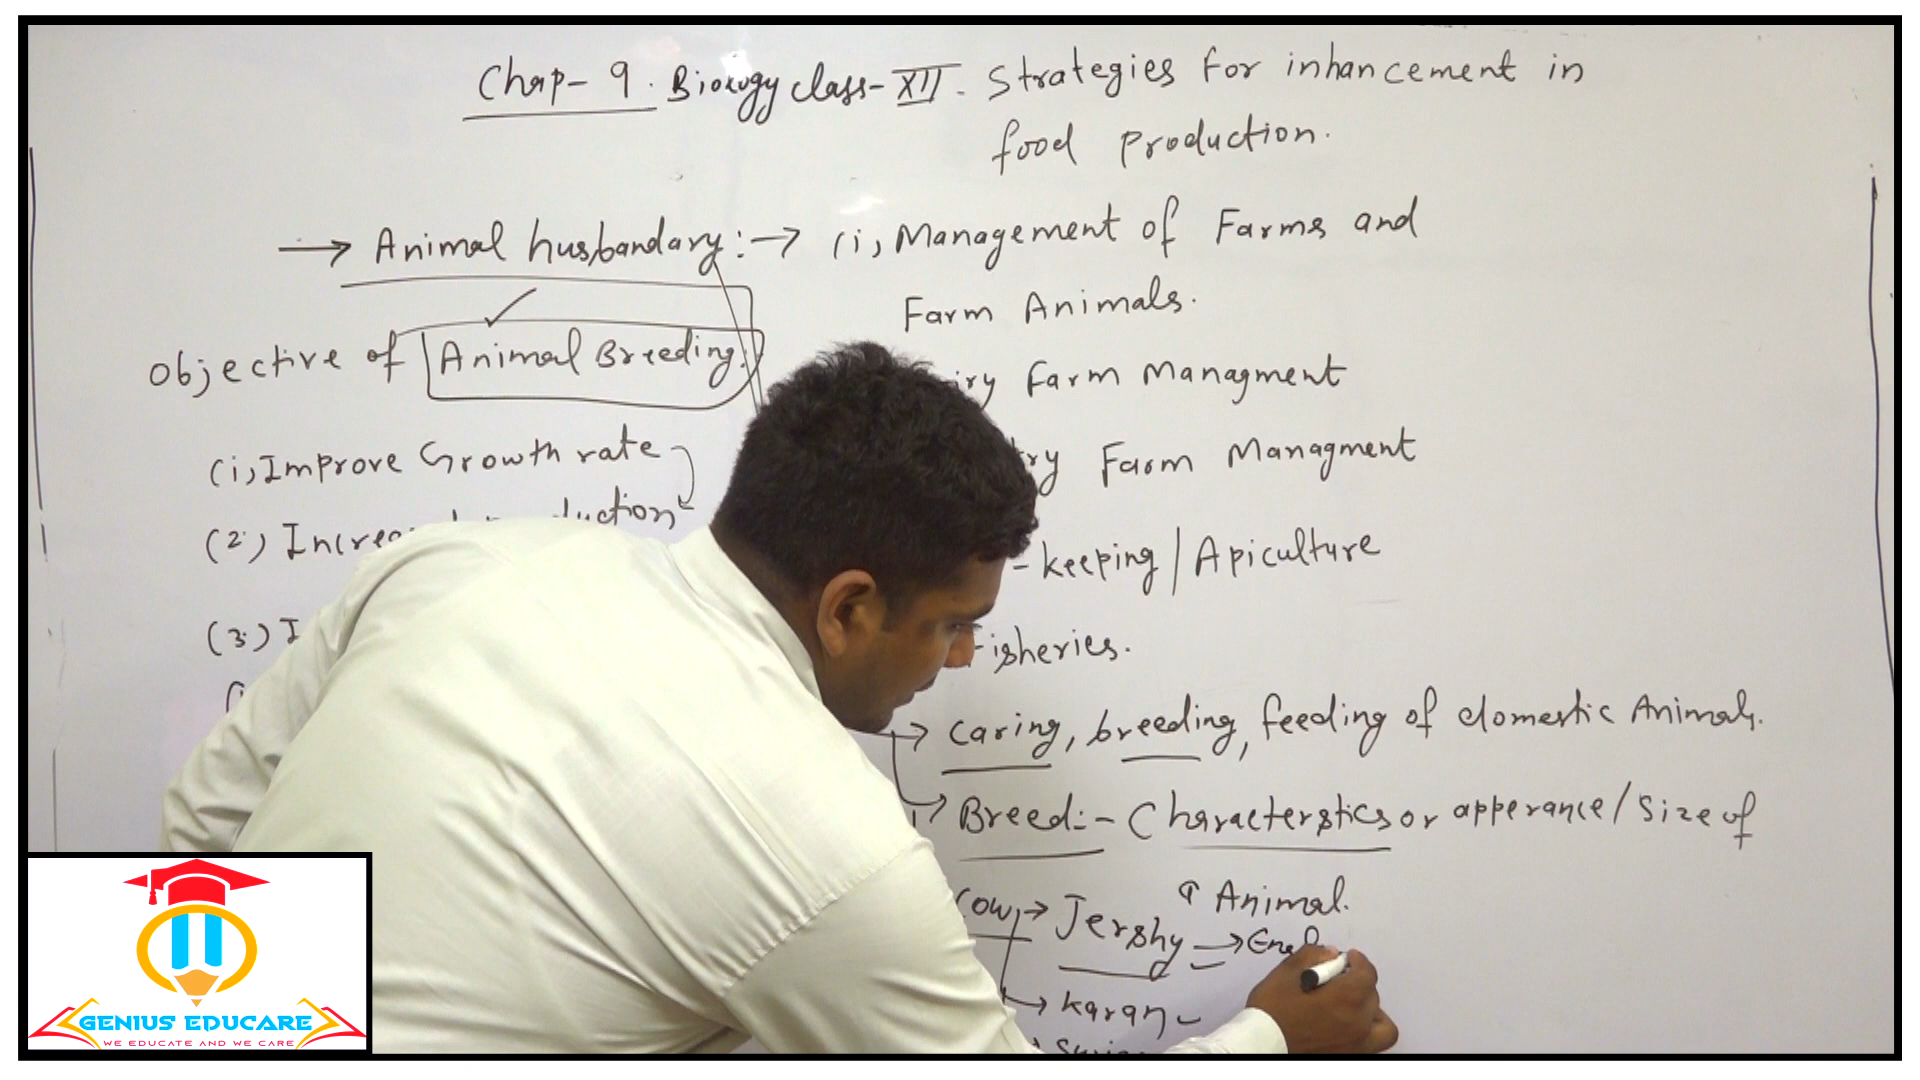 Chap- 9. Biology class- XII. Strategies for inhancement in
food production.
→ Animal husbandary :→ (i) Management of Farms and
Farm Animals.
Objective of Animal Breeding:
Farm Managment
(i) Improve Growth rate
Farm Managment
(2)
- keeping / Apiculture
(3)
Fisheries.
→ Caring, breeding, feeding of domestic Animals.
→ Breed:- Characterstics or apperance / Size of
Animal.
Cow → Jershy →
→ Karan
GENIUS EDUCARE
WE EDUCATE AND WE CARE